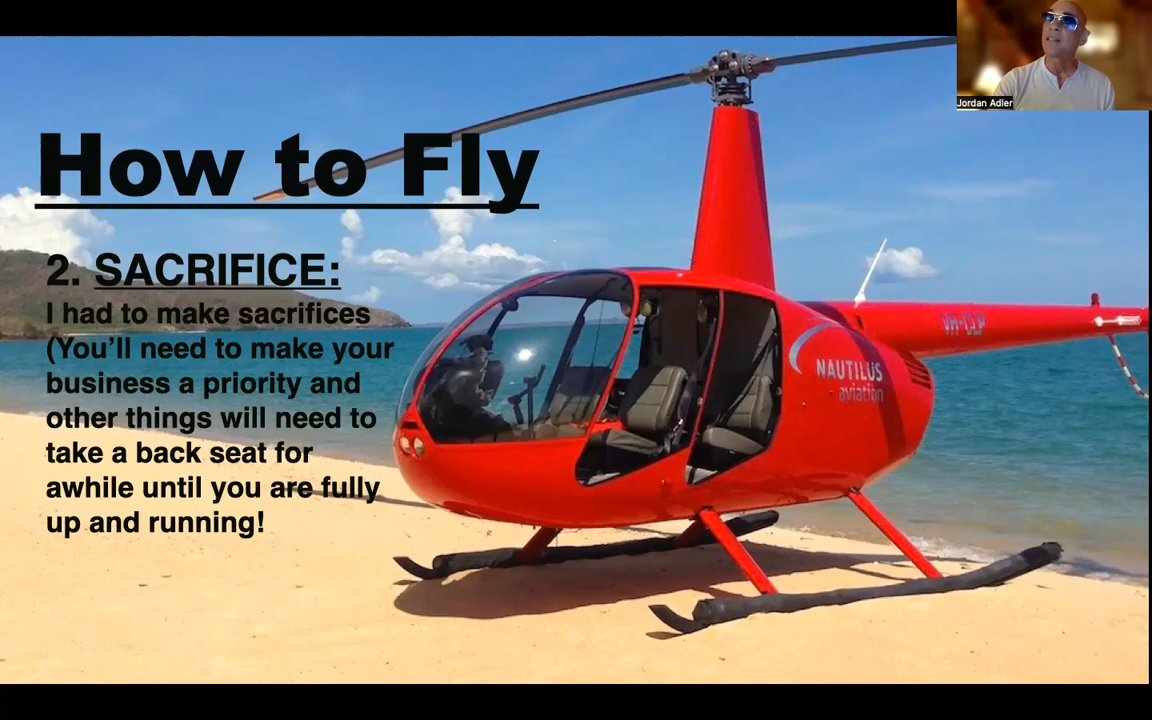 Jordan Adler
How to Fly
2. SACRIFICE:
I had to make sacrifices
(You’ll need to make your
business a priority and
other things will need to
take a back seat for
awhile until you are fully
up and running!
NAUTILUS
aviation